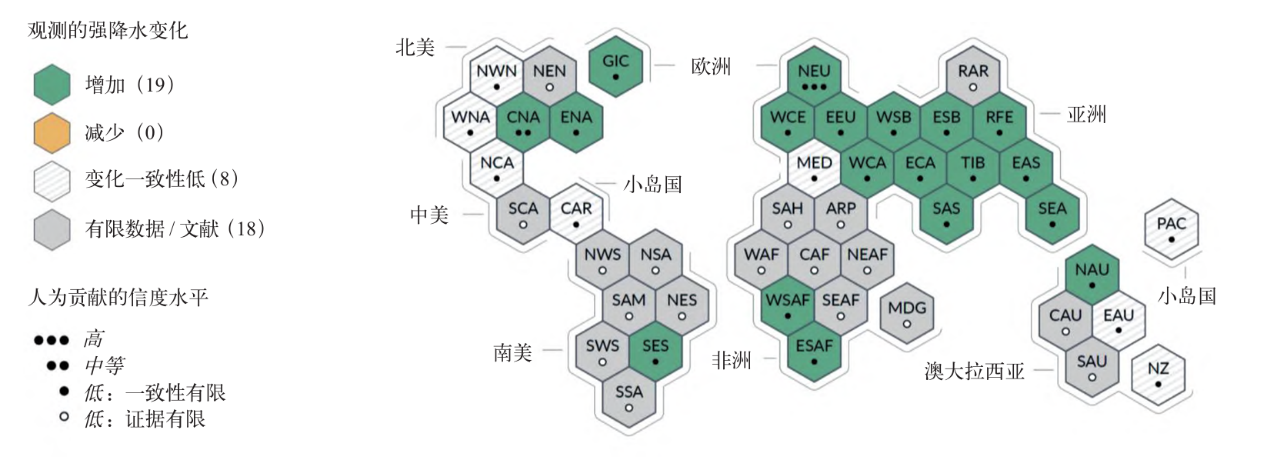 观测的强降水变化
增加（19）
减少（0）
变化一致性低（8）
有限数据 / 文献（18）
人为贡献的信度水平
高
中等
低：一致性有限
低：证据有限
北美
NWN NEN GIC
WNA CNA ENA
NCA
中美
SCA CAR
小岛国
NWS NSA
SAM NES
南美
SWS SES
SSA
欧洲
NEU RAR
WCE EEU WSB ESB RFE
亚洲
MED WCA ECA TIB EAS
SAH ARP SAS SEA
WAF CAF NEAF
WSAF SEAF MDG
非洲
ESAF
PAC
小岛国
NAU
CAU EAU
澳大拉西亚
SAU NZ